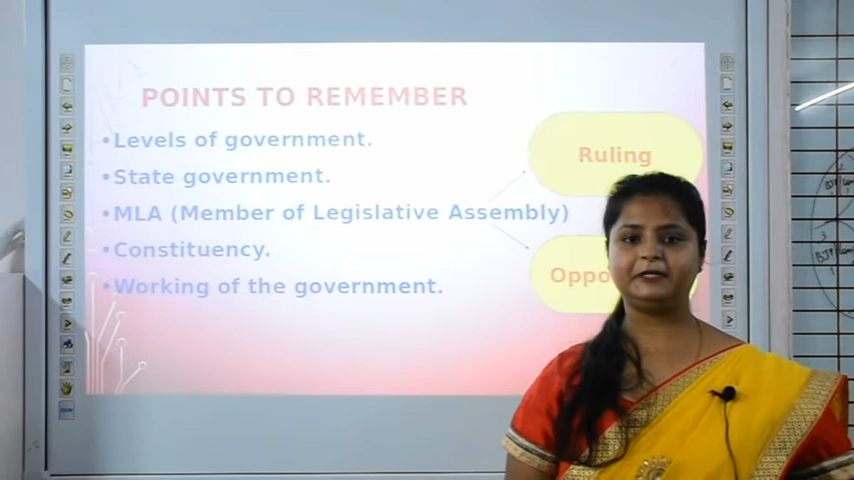 POINTS TO REMEMBER
•Levels of government.
•State government.
•MLA (Member of Legislative Assembly)
•Constituency.
•Working of the government.
Ruling